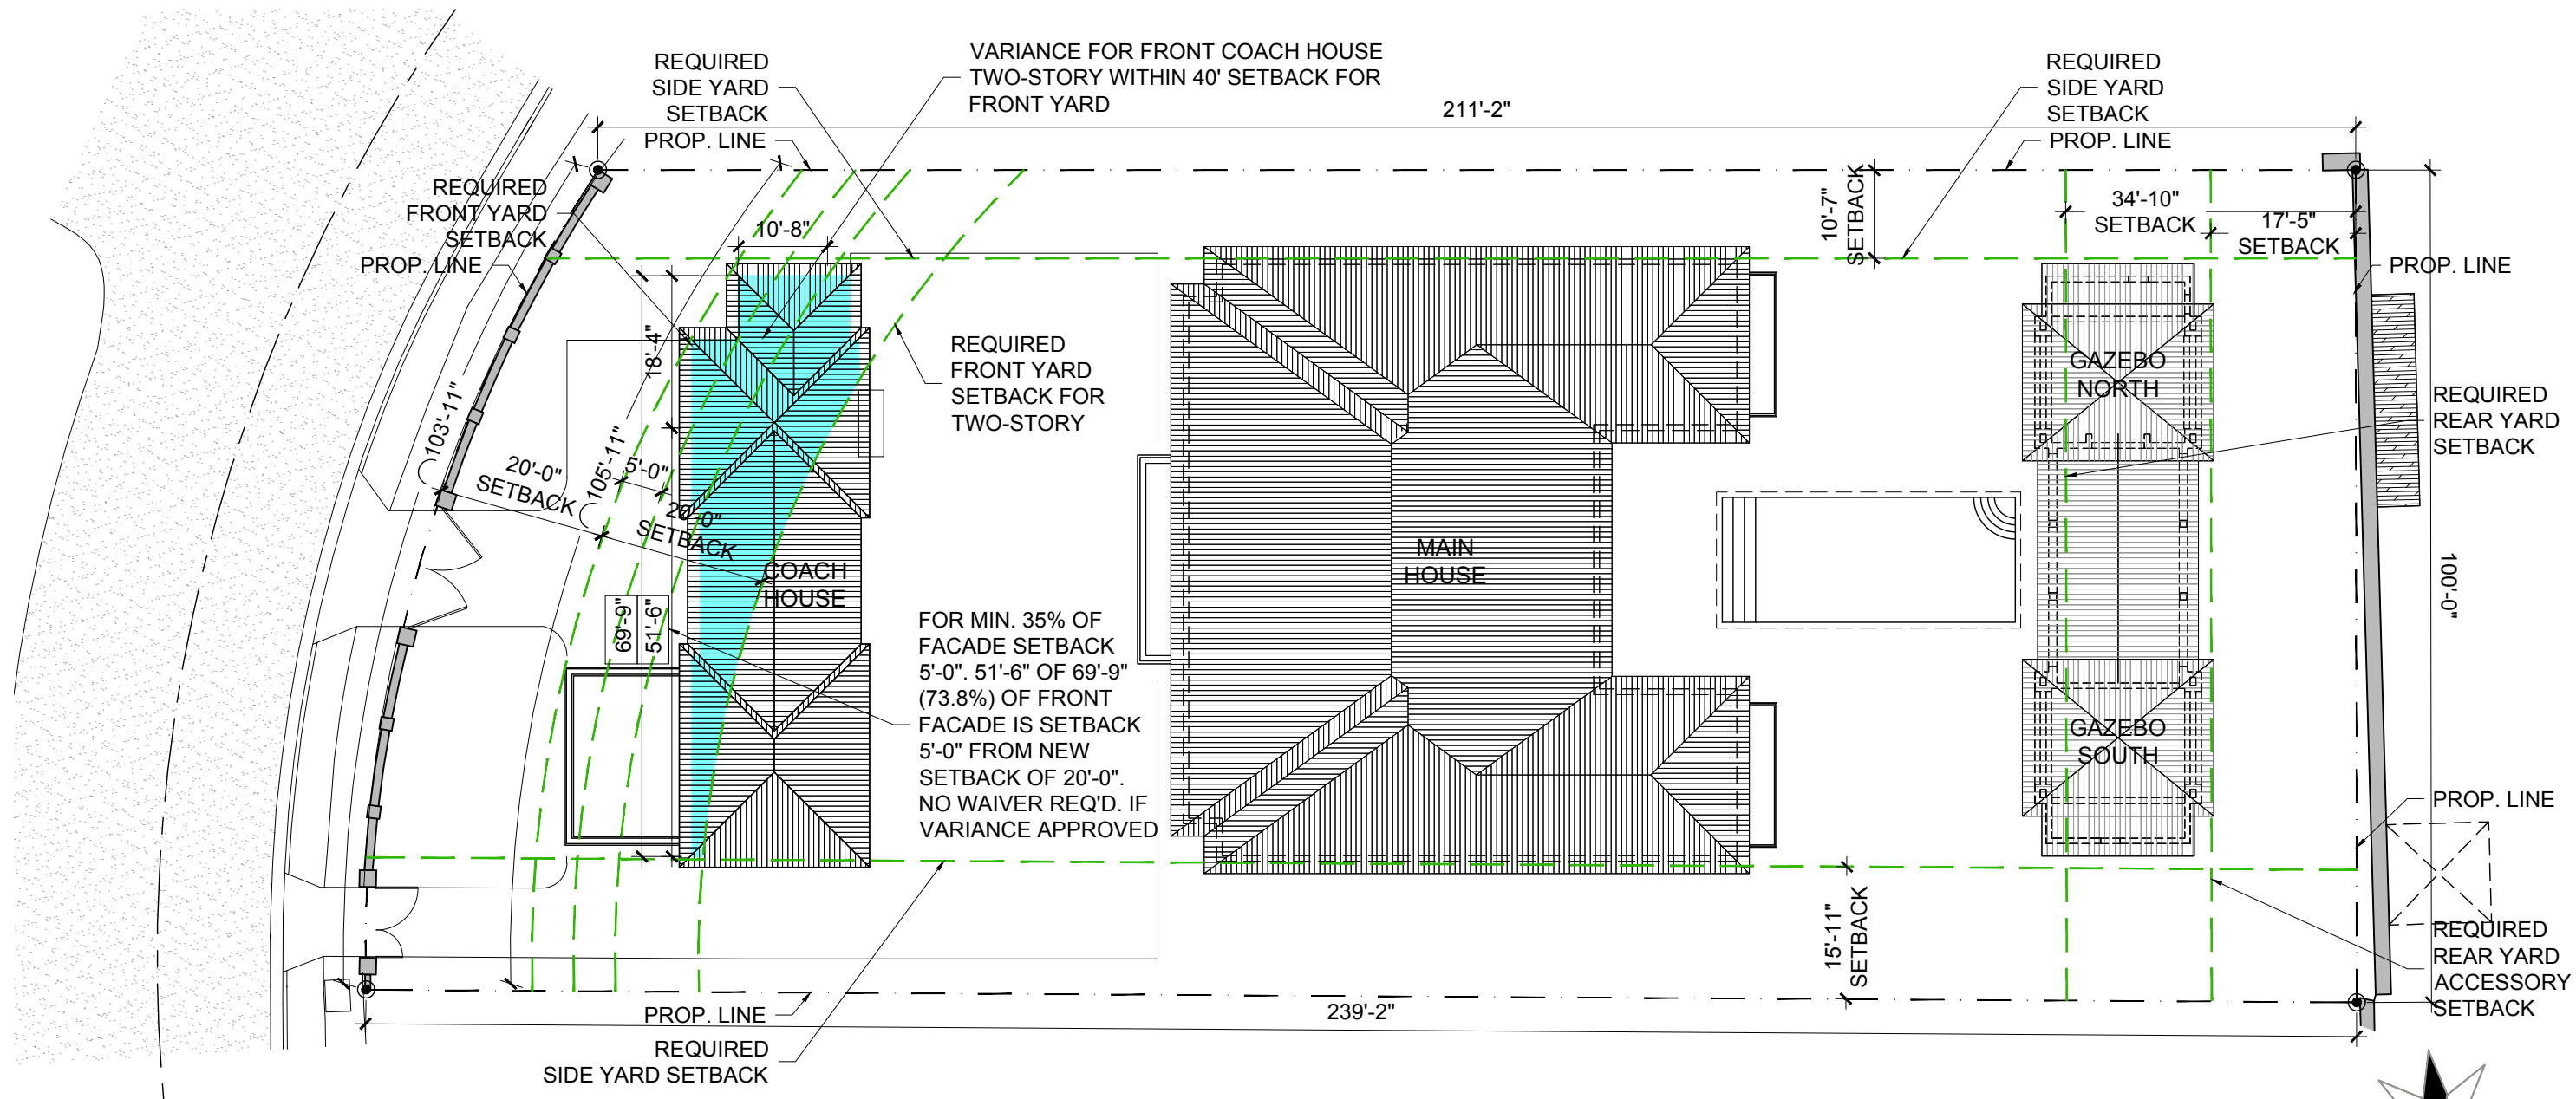 VARIANCE FOR FRONT COACH HOUSE
TWO-STORY WITHIN 40' SETBACK FOR
FRONT YARD
REQUIRED
SIDE YARD
SETBACK
PROP. LINE
REQUIRED
SIDE YARD
SETBACK
PROP. LINE
211'-2"
REQUIRED
FRONT YARD
SETBACK
PROP. LINE
10'-8"
10'-7"
SETBACK
34'-10"
SETBACK
17'-5"
SETBACK
PROP. LINE
18'-4"
REQUIRED
FRONT YARD
SETBACK FOR
TWO-STORY
GAZEBO
NORTH
REQUIRED
REAR YARD
SETBACK
103'-11"
20'-0"
SETBACK
105'-11"
5'-0"
20'-0"
SETBACK
COACH
HOUSE
MAIN
HOUSE
100'-0"
69'-9"
51'-6"
FOR MIN. 35% OF
FACADE SETBACK
5'-0". 51'-6" OF 69'-9"
(73.8%) OF FRONT
FACADE IS SETBACK
5'-0" FROM NEW
SETBACK OF 20'-0".
NO WAIVER REQ'D. IF
VARIANCE APPROVED
GAZEBO
SOUTH
PROP. LINE
15'-11"
SETBACK
REQUIRED
REAR YARD
ACCESSORY
SETBACK
PROP. LINE
239'-2"
REQUIRED
SIDE YARD SETBACK